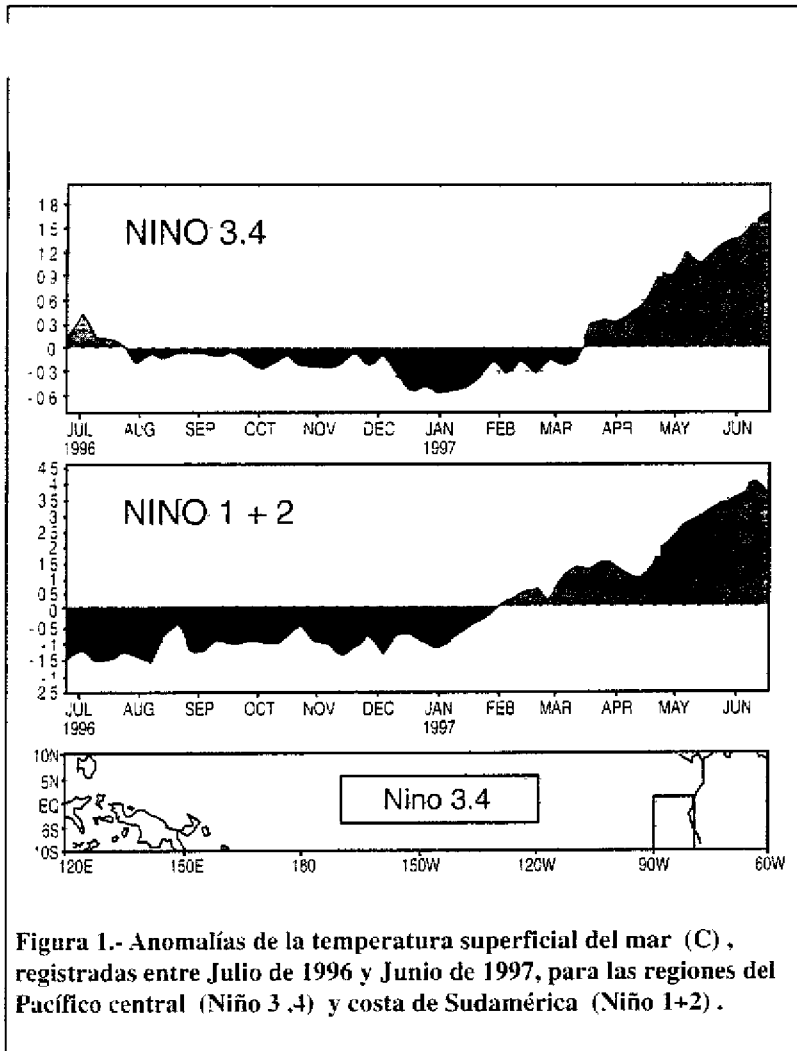 NINO 3.4
1 8
1 5
1 2
0 9
0 6
0 3
0
-0 3
-0 6
JUL AUG SEP OCT NOV DEC JAN FEB MAR APR MAY JUN
1996 1997
NINO 1 + 2
4 5
4
3 5
3
2 5
2
1 5
1
0 5
0
-0 5
-1
-1 5
-2 5
JUL AUG SEP OCT NOV DEC JAN FEB MAR APR MAY JUN
1996 1997
10N
5N
EQ
10S
Nino 3.4
120E 150E 180 150W 120W 90W 60W
Figura 1.- Anomalías de la temperatura superficial del mar (C) ,
registradas entre Julio de 1996 y Junio de 1997, para las regiones del
Pacífico central (Niño 3 .4) y costa de Sudamérica (Niño 1+2) .